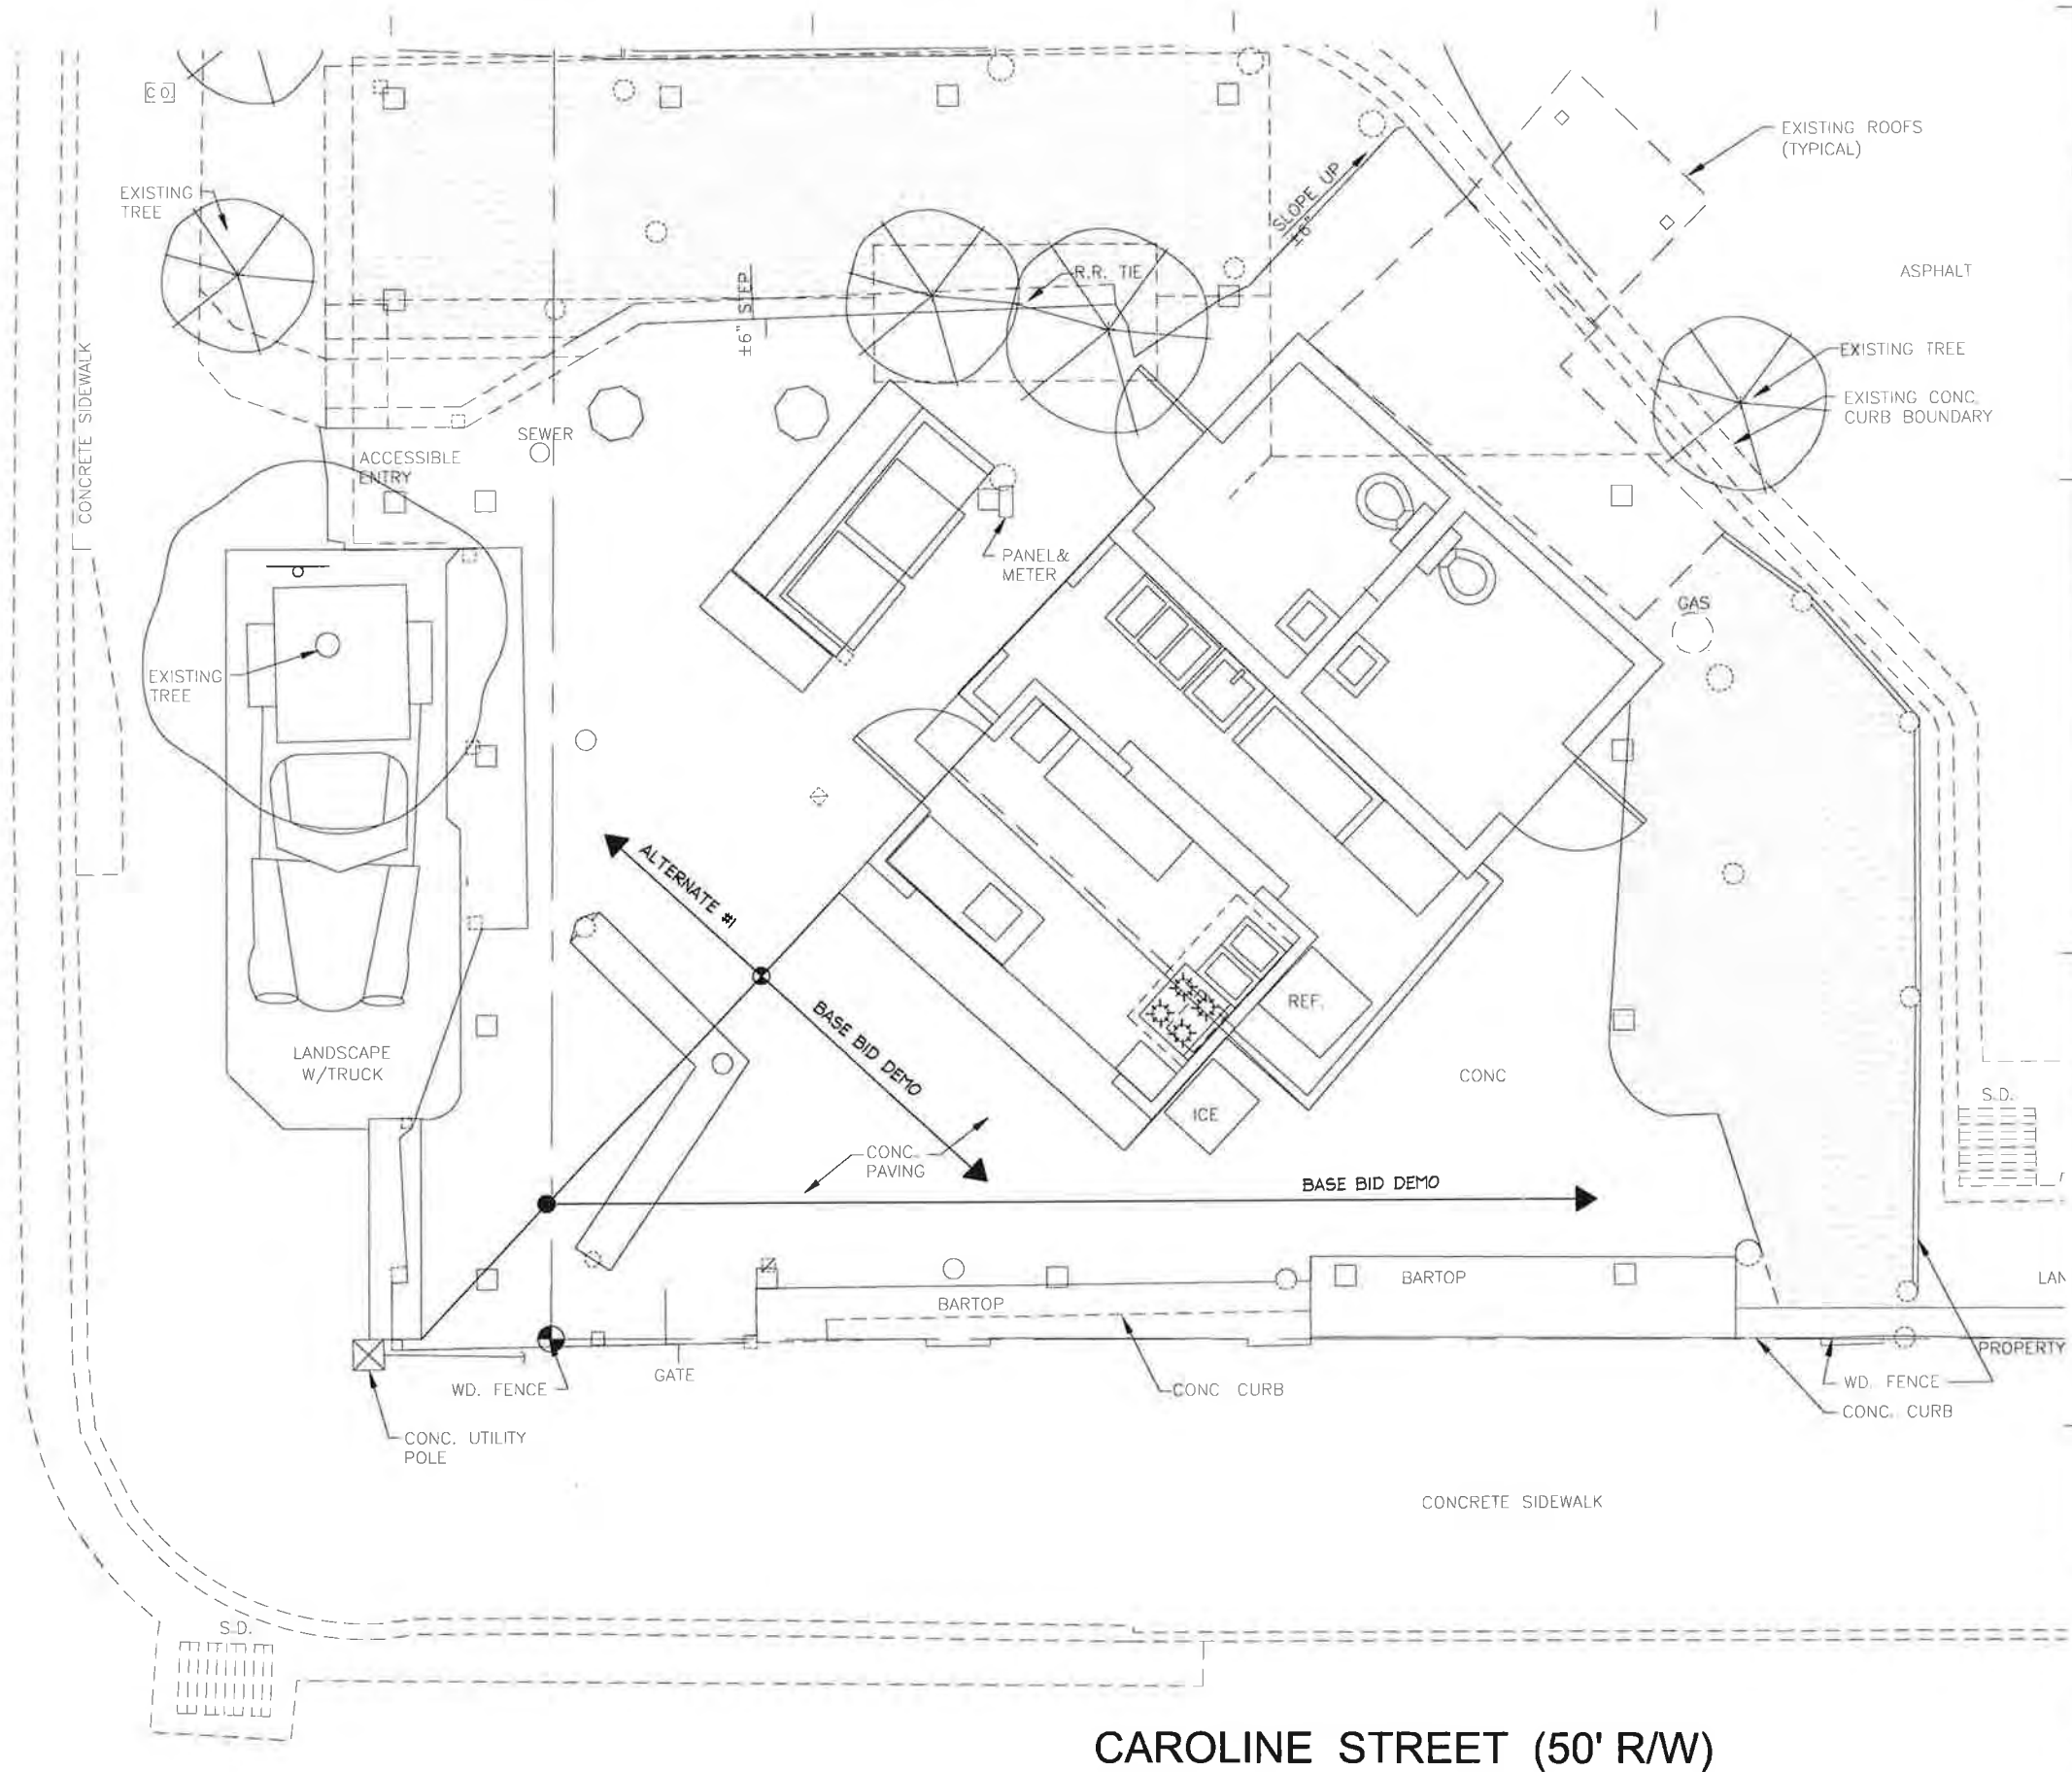 C.O.
EXISTING ROOFS
(TYPICAL)
EXISTING
TREE
SLOPE UP
±6"
R.R. TIE
ASPHALT
±6" STEP
EXISTING TREE
EXISTING CONC.
CURB BOUNDARY
CONCRETE SIDEWALK
SEWER
ACCESSIBLE
ENTRY
PANEL&
METER
GAS
EXISTING
TREE
ALTERNATE #1
BASE BID DEMO
REF.
LANDSCAPE
W/TRUCK
CONC
ICE
S.D.
CONC.
PAVING
BASE BID DEMO
BARTOP
BARTOP
LAN
PROPERTY
WD. FENCE
GATE
CONC CURB
WD. FENCE
CONC. CURB
CONC. UTILITY
POLE
CONCRETE SIDEWALK
S.D.
CAROLINE STREET (50' R/W)